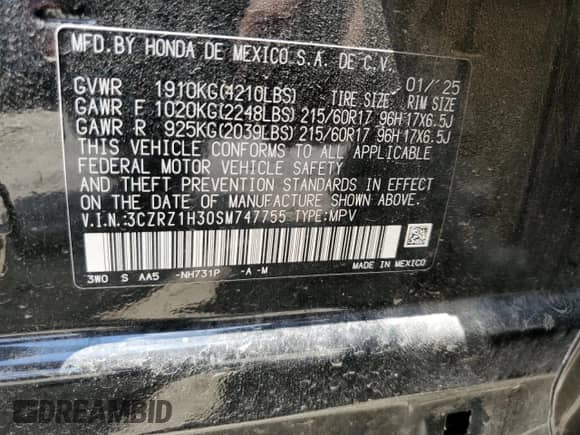 MFD. BY HONDA DE MEXICO S. A. DE C. V.
01/'25
GVWR 1910KG(4210LBS) TIRE SIZE RIM SIZE
GAWR F 1020KG(2248LBS) 215/60R17 96H 17X6.5J
GAWR R 925KG(2039LBS) 215/60R17 96H 17X6.5J
THIS VEHICLE CONFORMS TO ALL APPLICABLE
FEDERAL MOTOR VEHICLE SAFETY
AND THEFT PREVENTION STANDARDS IN EFFECT
ON THE DATE OF MANUFACTURE SHOWN ABOVE.
V.I.N.:3CZRZ1H30SM747755 TYPE:MPV
3W0 S AA5 -NH731P -A -M MADE IN MEXICO
DREAMBID